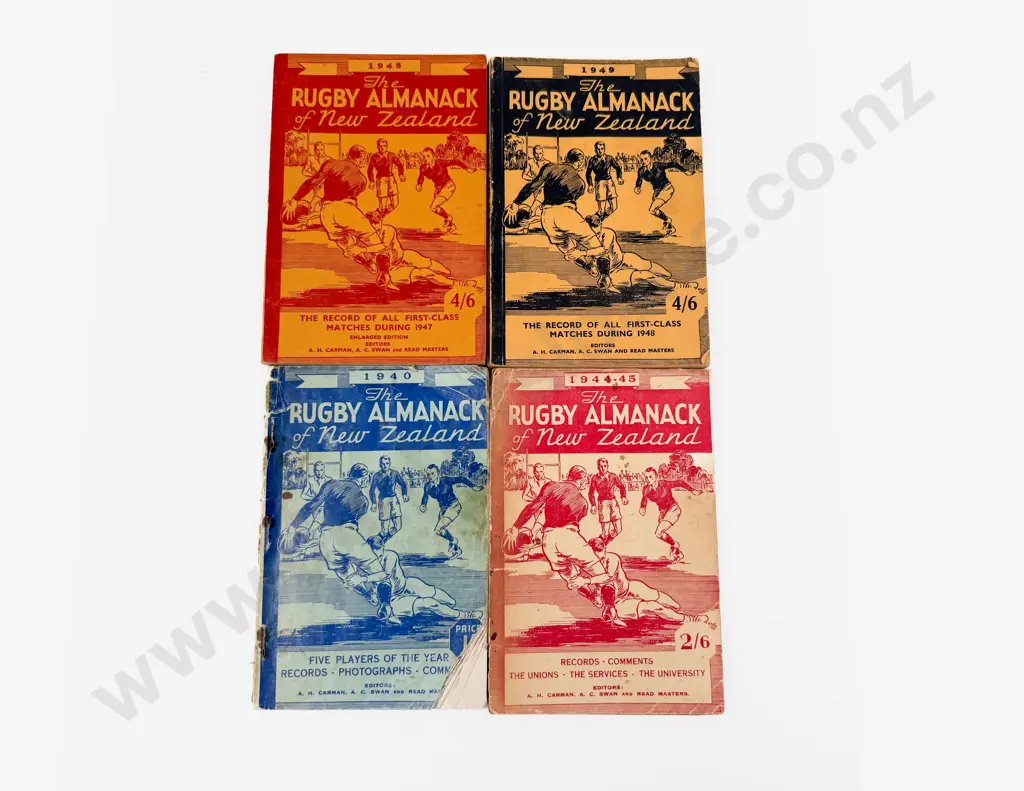 1948
The
RUGBY ALMANACK
of New Zealand
4/6
THE RECORD OF ALL FIRST-CLASS
MATCHES DURING 1947
ENLARGED EDITION
EDITORS
A. H. CARMAN, A. C. SWAN and READ MASTERS
1949
The
RUGBY ALMANACK
of New Zealand
4/6
THE RECORD OF ALL FIRST-CLASS
MATCHES DURING 1948
EDITORS
A. H. CARMAN, A. C. SWAN AND READ MASTERS
1940
The
RUGBY ALMANACK
of New Zealand
PRICE
FIVE PLAYERS OF THE YEAR
RECORDS - PHOTOGRAPHS - COMM
EDITORS:
A. H. CARMAN, A. C. SWAN AND READ MA
1944-45
The
RUGBY ALMANACK
of New Zealand
2/6
RECORDS - COMMENTS
THE UNIONS - THE SERVICES - THE UNIVERSITY
EDITORS:
A. H. CARMAN, A. C. SWAN AND READ MASTERS.
www.
e.co.nz